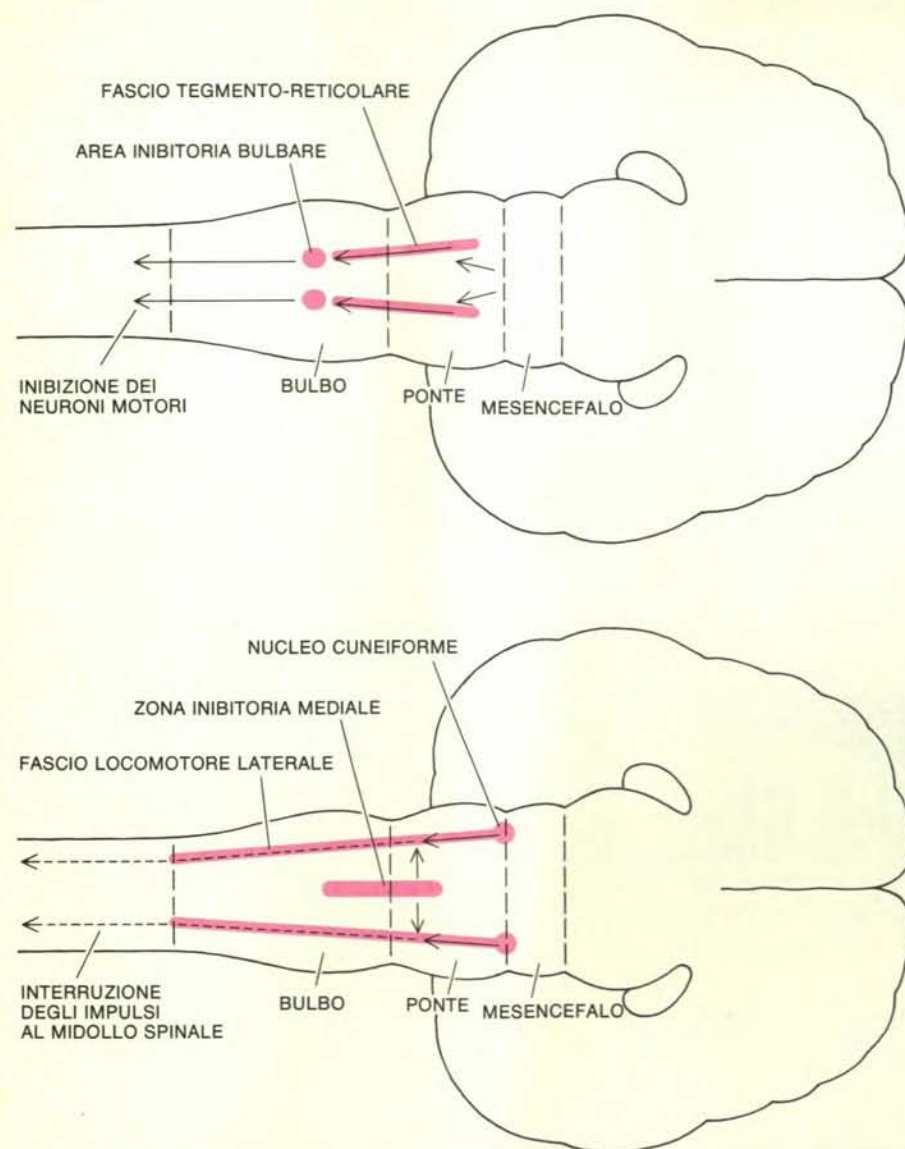 FASCIO TEGMENTO-RETICOLARE
AREA INIBITORIA BULBARE
INIBIZIONE DEI
NEURONI MOTORI
BULBO
PONTE
MESENCEFALO
NUCLEO CUNEIFORME
ZONA INIBITORIA MEDIALE
FASCIO LOCOMOTORE LATERALE
INTERRUZIONE
DEGLI IMPULSI
AL MIDOLLO SPINALE
BULBO
PONTE
MESENCEFALO